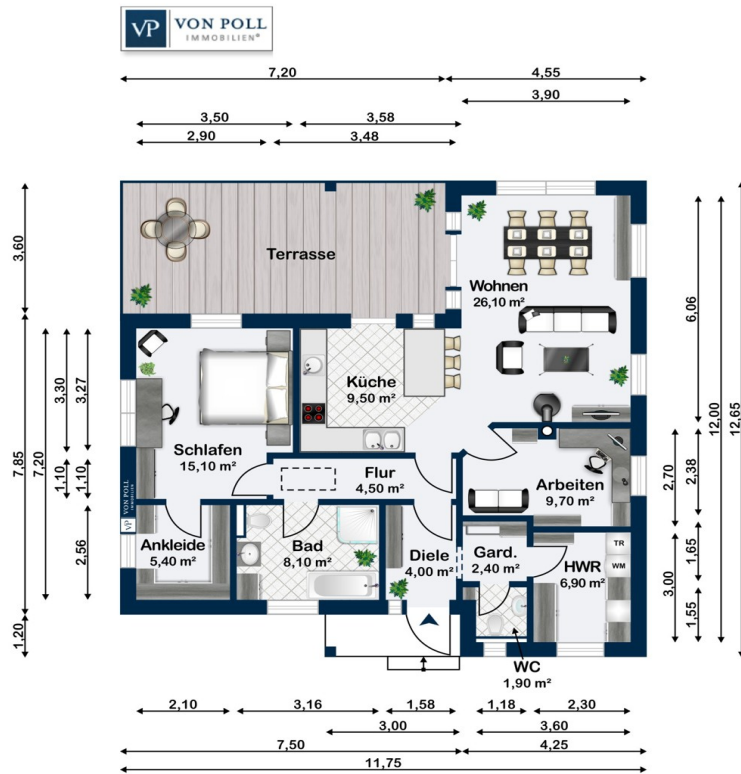 VP VON POLL
IMMOBILIEN®
7,20 4,55
3,90
3,50 3,58
2,90 3,48
Terrasse
3,60
Wohnen
26,10 m²
6,06
12,00
12,65
Küche
9,50 m²
7,85
7,20
3,30
3,27
1,10
1,10
2,56
1,20
Schlafen
15,10 m²
Flur
4,50 m²
Arbeiten
9,70 m²
2,70
2,38
VON POLL
IMMOBILIEN
VP
Ankleide
5,40 m²
Bad
8,10 m²
Diele
4,00 m²
Gard.
2,40 m²
HWR
6,90 m²
TR
WM
3,00
1,65
1,55
WC
1,90 m²
2,10 3,16 1,58 1,18 2,30
3,00 3,60
7,50 4,25
11,75